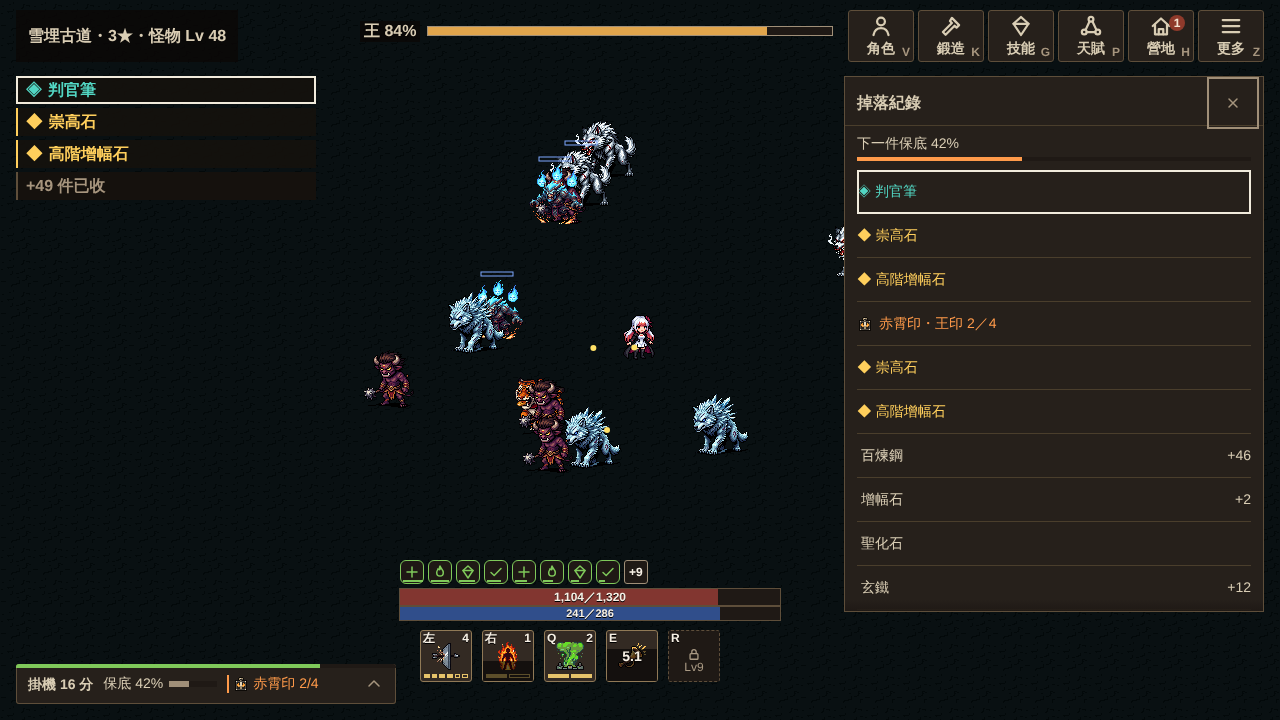 雪埋古道・3★・怪物 Lv 48
王 84%
角色 V
鍛造 K
技能 G
天賦 P
營地 H
1
更多 Z
◈ 判官筆
◆ 崇高石
◆ 高階增幅石
+49 件已收
掉落紀錄
×
下一件保底 42%
◈ 判官筆
◆ 崇高石
◆ 高階增幅石
赤霄印・王印 2／4
◆ 崇高石
◆ 高階增幅石
百煉鋼 +46
增幅石 +2
聖化石
玄鐵 +12
+9
1,104／1,320
241／286
左 4
右 1
Q 2
E
5.1
R
Lv9
掛機 16 分 保底 42% 赤霄印 2/4